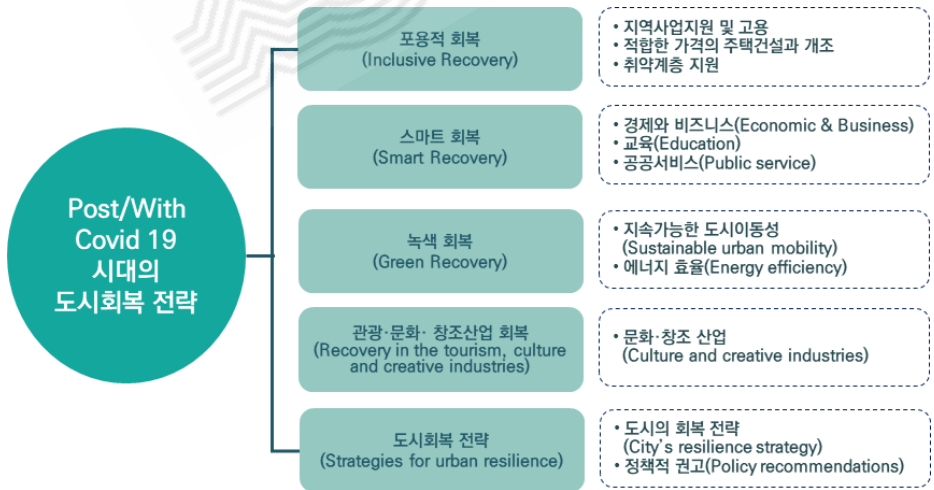 Post/With
Covid 19
시대의
도시회복 전략
포용적 회복
(Inclusive Recovery)
• 지역사업지원 및 고용
• 적합한 가격의 주택건설과 개조
• 취약계층 지원
스마트 회복
(Smart Recovery)
• 경제와 비즈니스(Economic & Business)
• 교육(Education)
• 공공서비스(Public service)
녹색 회복
(Green Recovery)
• 지속가능한 도시이동성
(Sustainable urban mobility)
• 에너지 효율(Energy efficiency)
관광·문화· 창조산업 회복
(Recovery in the tourism, culture
and creative industries)
• 문화·창조 산업
(Culture and creative industries)
도시회복 전략
(Strategies for urban resilience)
• 도시의 회복 전략
(City's resilience strategy)
• 정책적 권고(Policy recommendations)